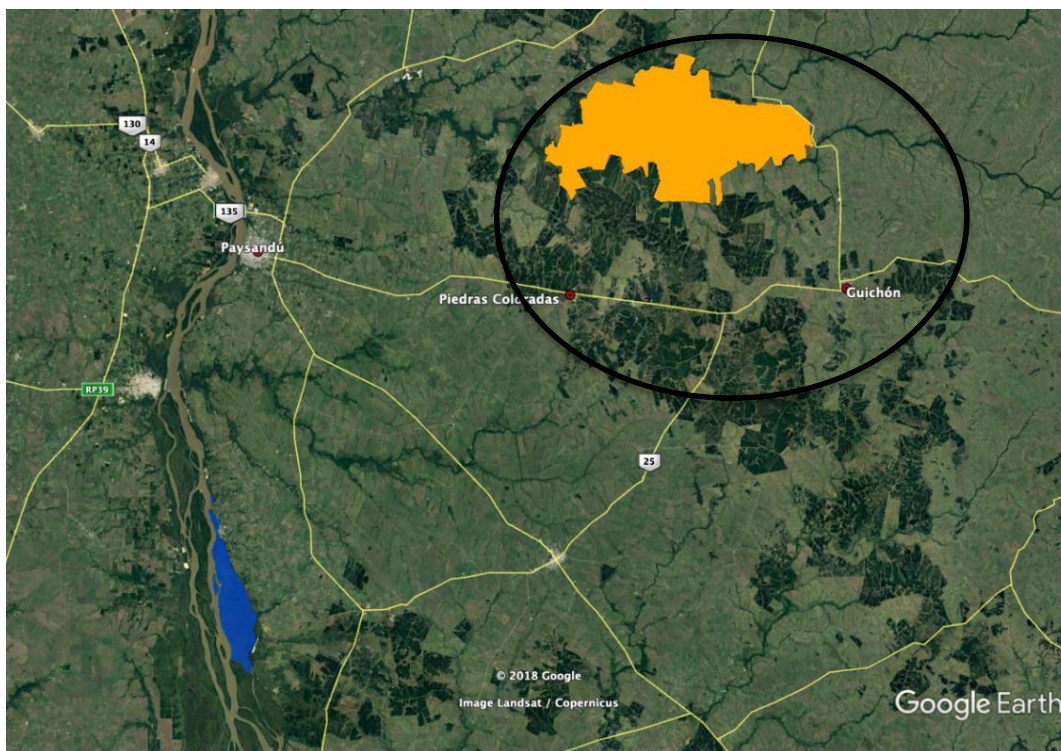 130
14
135
Paysandú
Piedras Coloradas
Guichón
RP39
25
© 2018 Google
Image Landsat / Copernicus
Google Earth